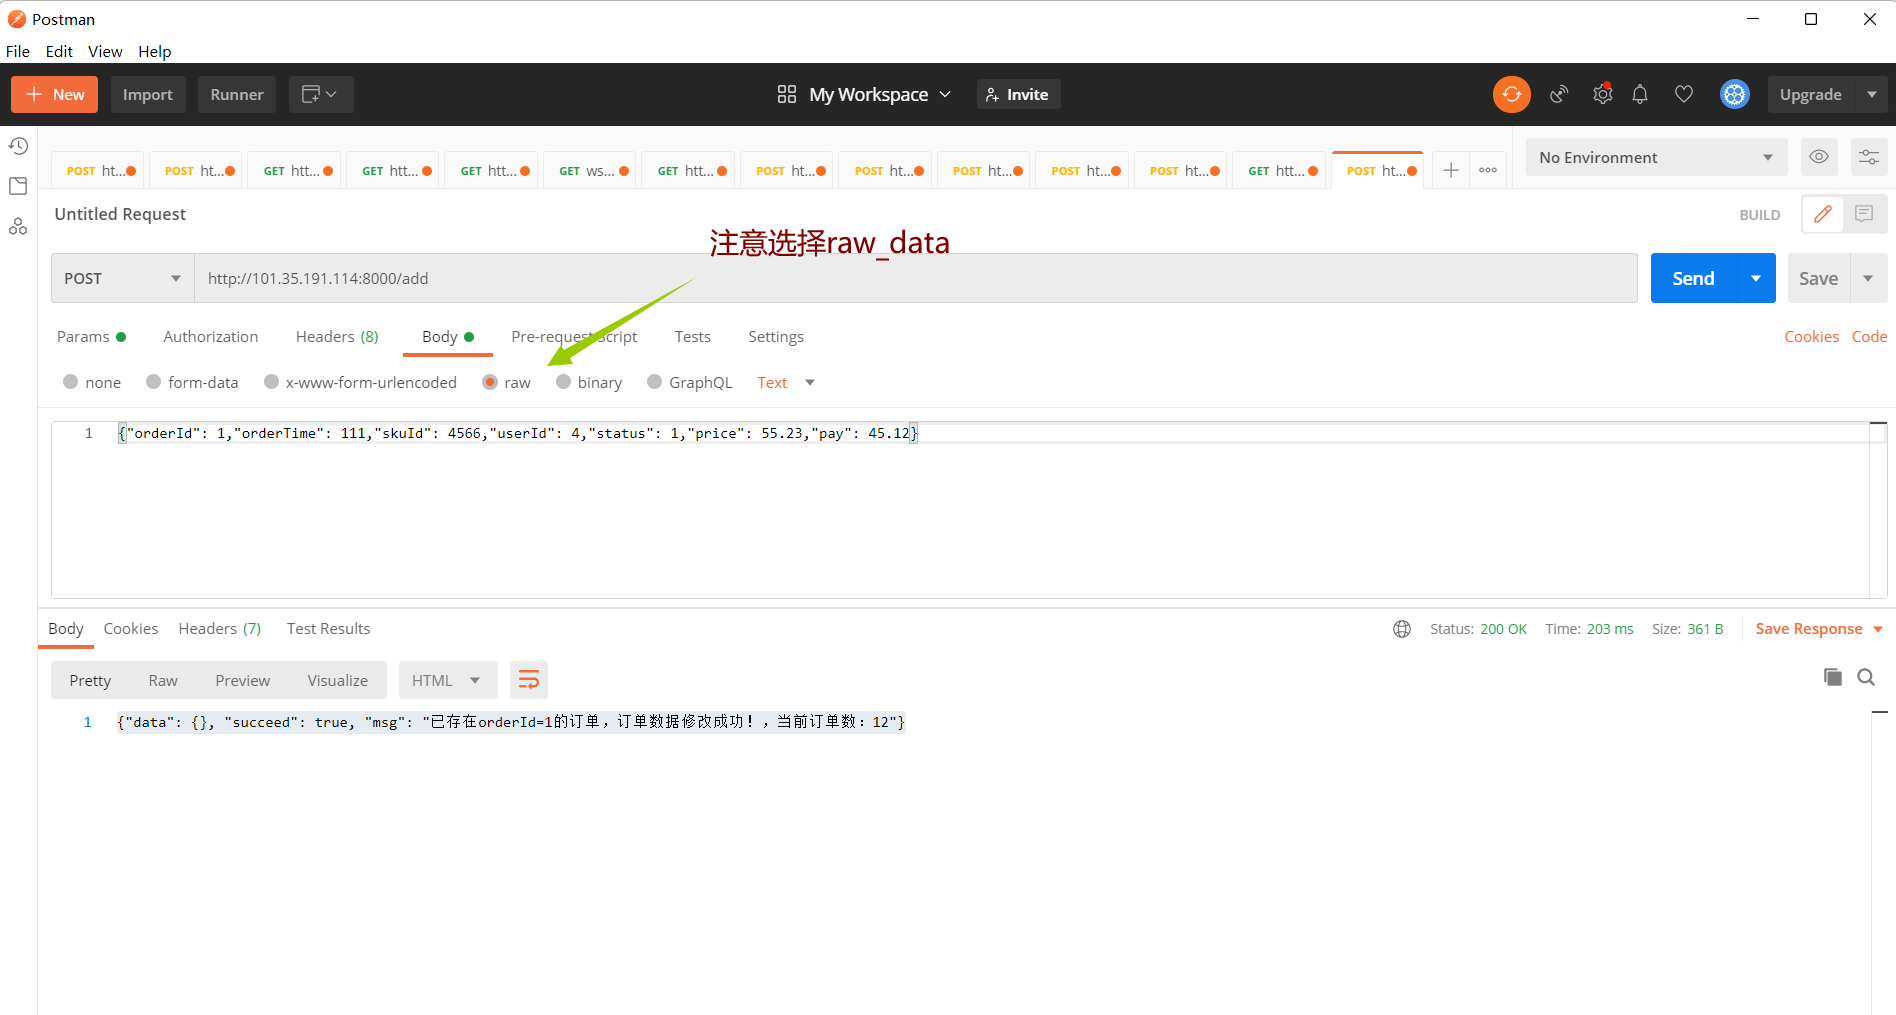 Postman
File Edit View Help
New Import Runner My Workspace Invite Upgrade
POST ht... POST ht... GET htt... GET htt... GET htt... GET ws... GET htt... POST ht... POST ht... POST ht... POST ht... POST ht... GET htt... POST ht... No Environment
Untitled Request BUILD
注意选择raw_data
POST http://101.35.191.114:8000/add Send Save
Params Authorization Headers (8) Body Pre-request Script Tests Settings Cookies Code
none form-data x-www-form-urlencoded raw binary GraphQL Text
1 {"orderId": 1,"orderTime": 111,"skuId": 4566,"userId": 4,"status": 1,"price": 55.23,"pay": 45.12}
Body Cookies Headers (7) Test Results Status: 200 OK Time: 203 ms Size: 361 B Save Response
Pretty Raw Preview Visualize HTML
1 {"data": {}, "succeed": true, "msg": "已存在orderId=1的订单，订单数据修改成功！，当前订单数：12"}